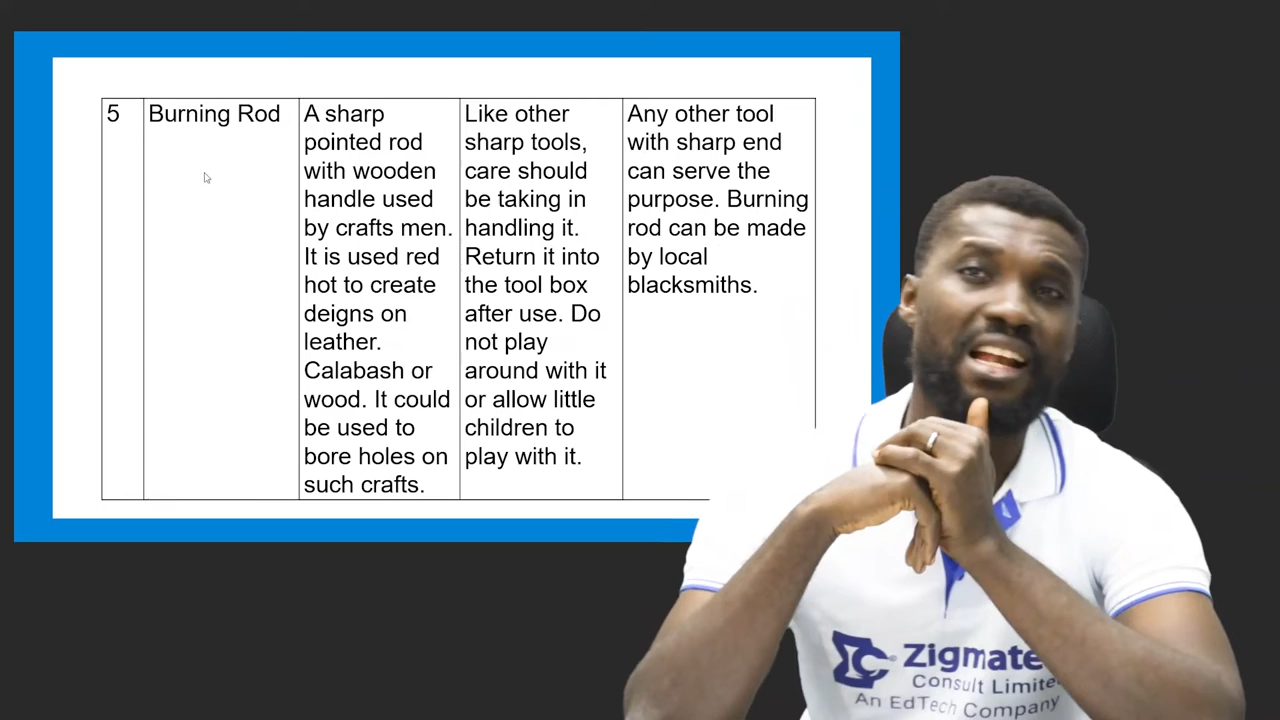 5
Burning Rod
A sharp
pointed rod
with wooden
handle used
by crafts men.
It is used red
hot to create
deigns on
leather.
Calabash or
wood. It could
be used to
bore holes on
such crafts.
Like other
sharp tools,
care should
be taking in
handling it.
Return it into
the tool box
after use. Do
not play
around with it
or allow little
children to
play with it.
Any other tool
with sharp end
can serve the
purpose. Burning
rod can be made
by local
blacksmiths.
Zigmate
Consult Limite
An EdTech Company